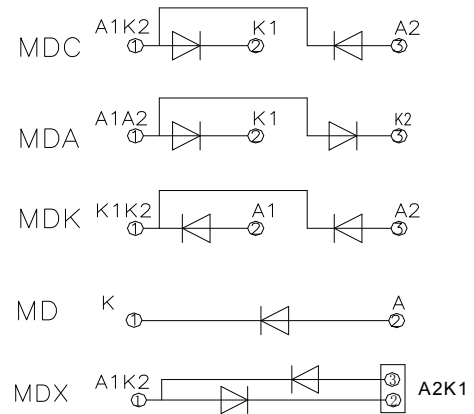 MDC A1K2 K1 A2
1 2 3
MDA A1A2 K1 K2
1 2 3
MDK K1K2 A1 A2
1 2 3
MD K A
1 2
MDX A1K2 3 A2K1
1 2